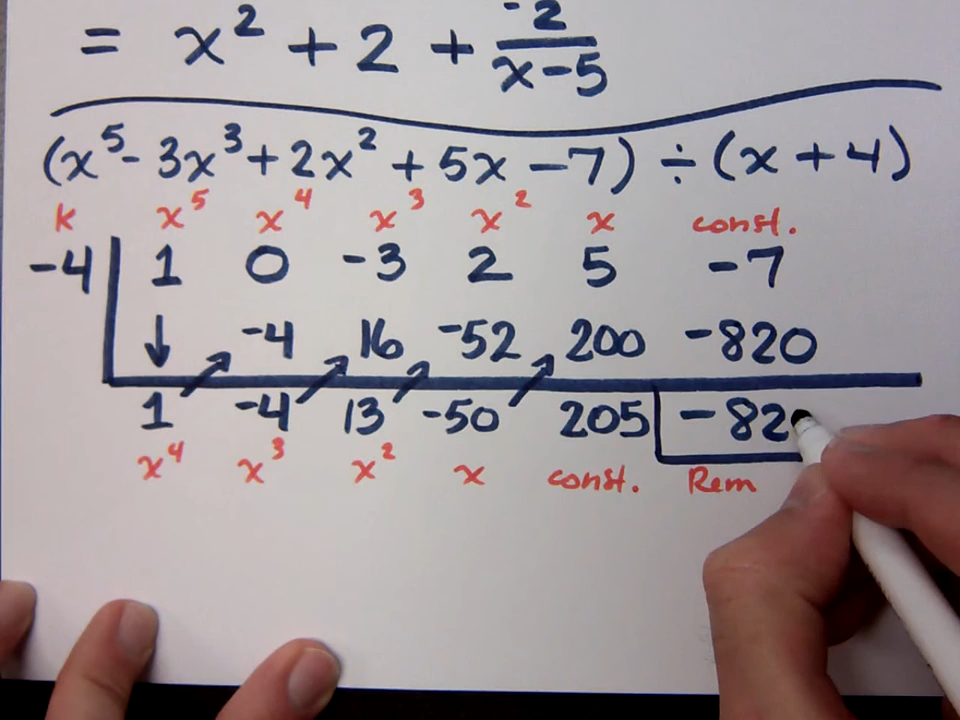 = x² + 2 + -2/(x-5)
(x⁵ - 3x³ + 2x² + 5x - 7) ÷ (x + 4)
k x⁵ x⁴ x³ x² x const.
-4 | 1 0 -3 2 5 -7
↓ -4 16 -52 200 -820
1 -4 13 -50 205 | -82
x⁴ x³ x² x const. Rem